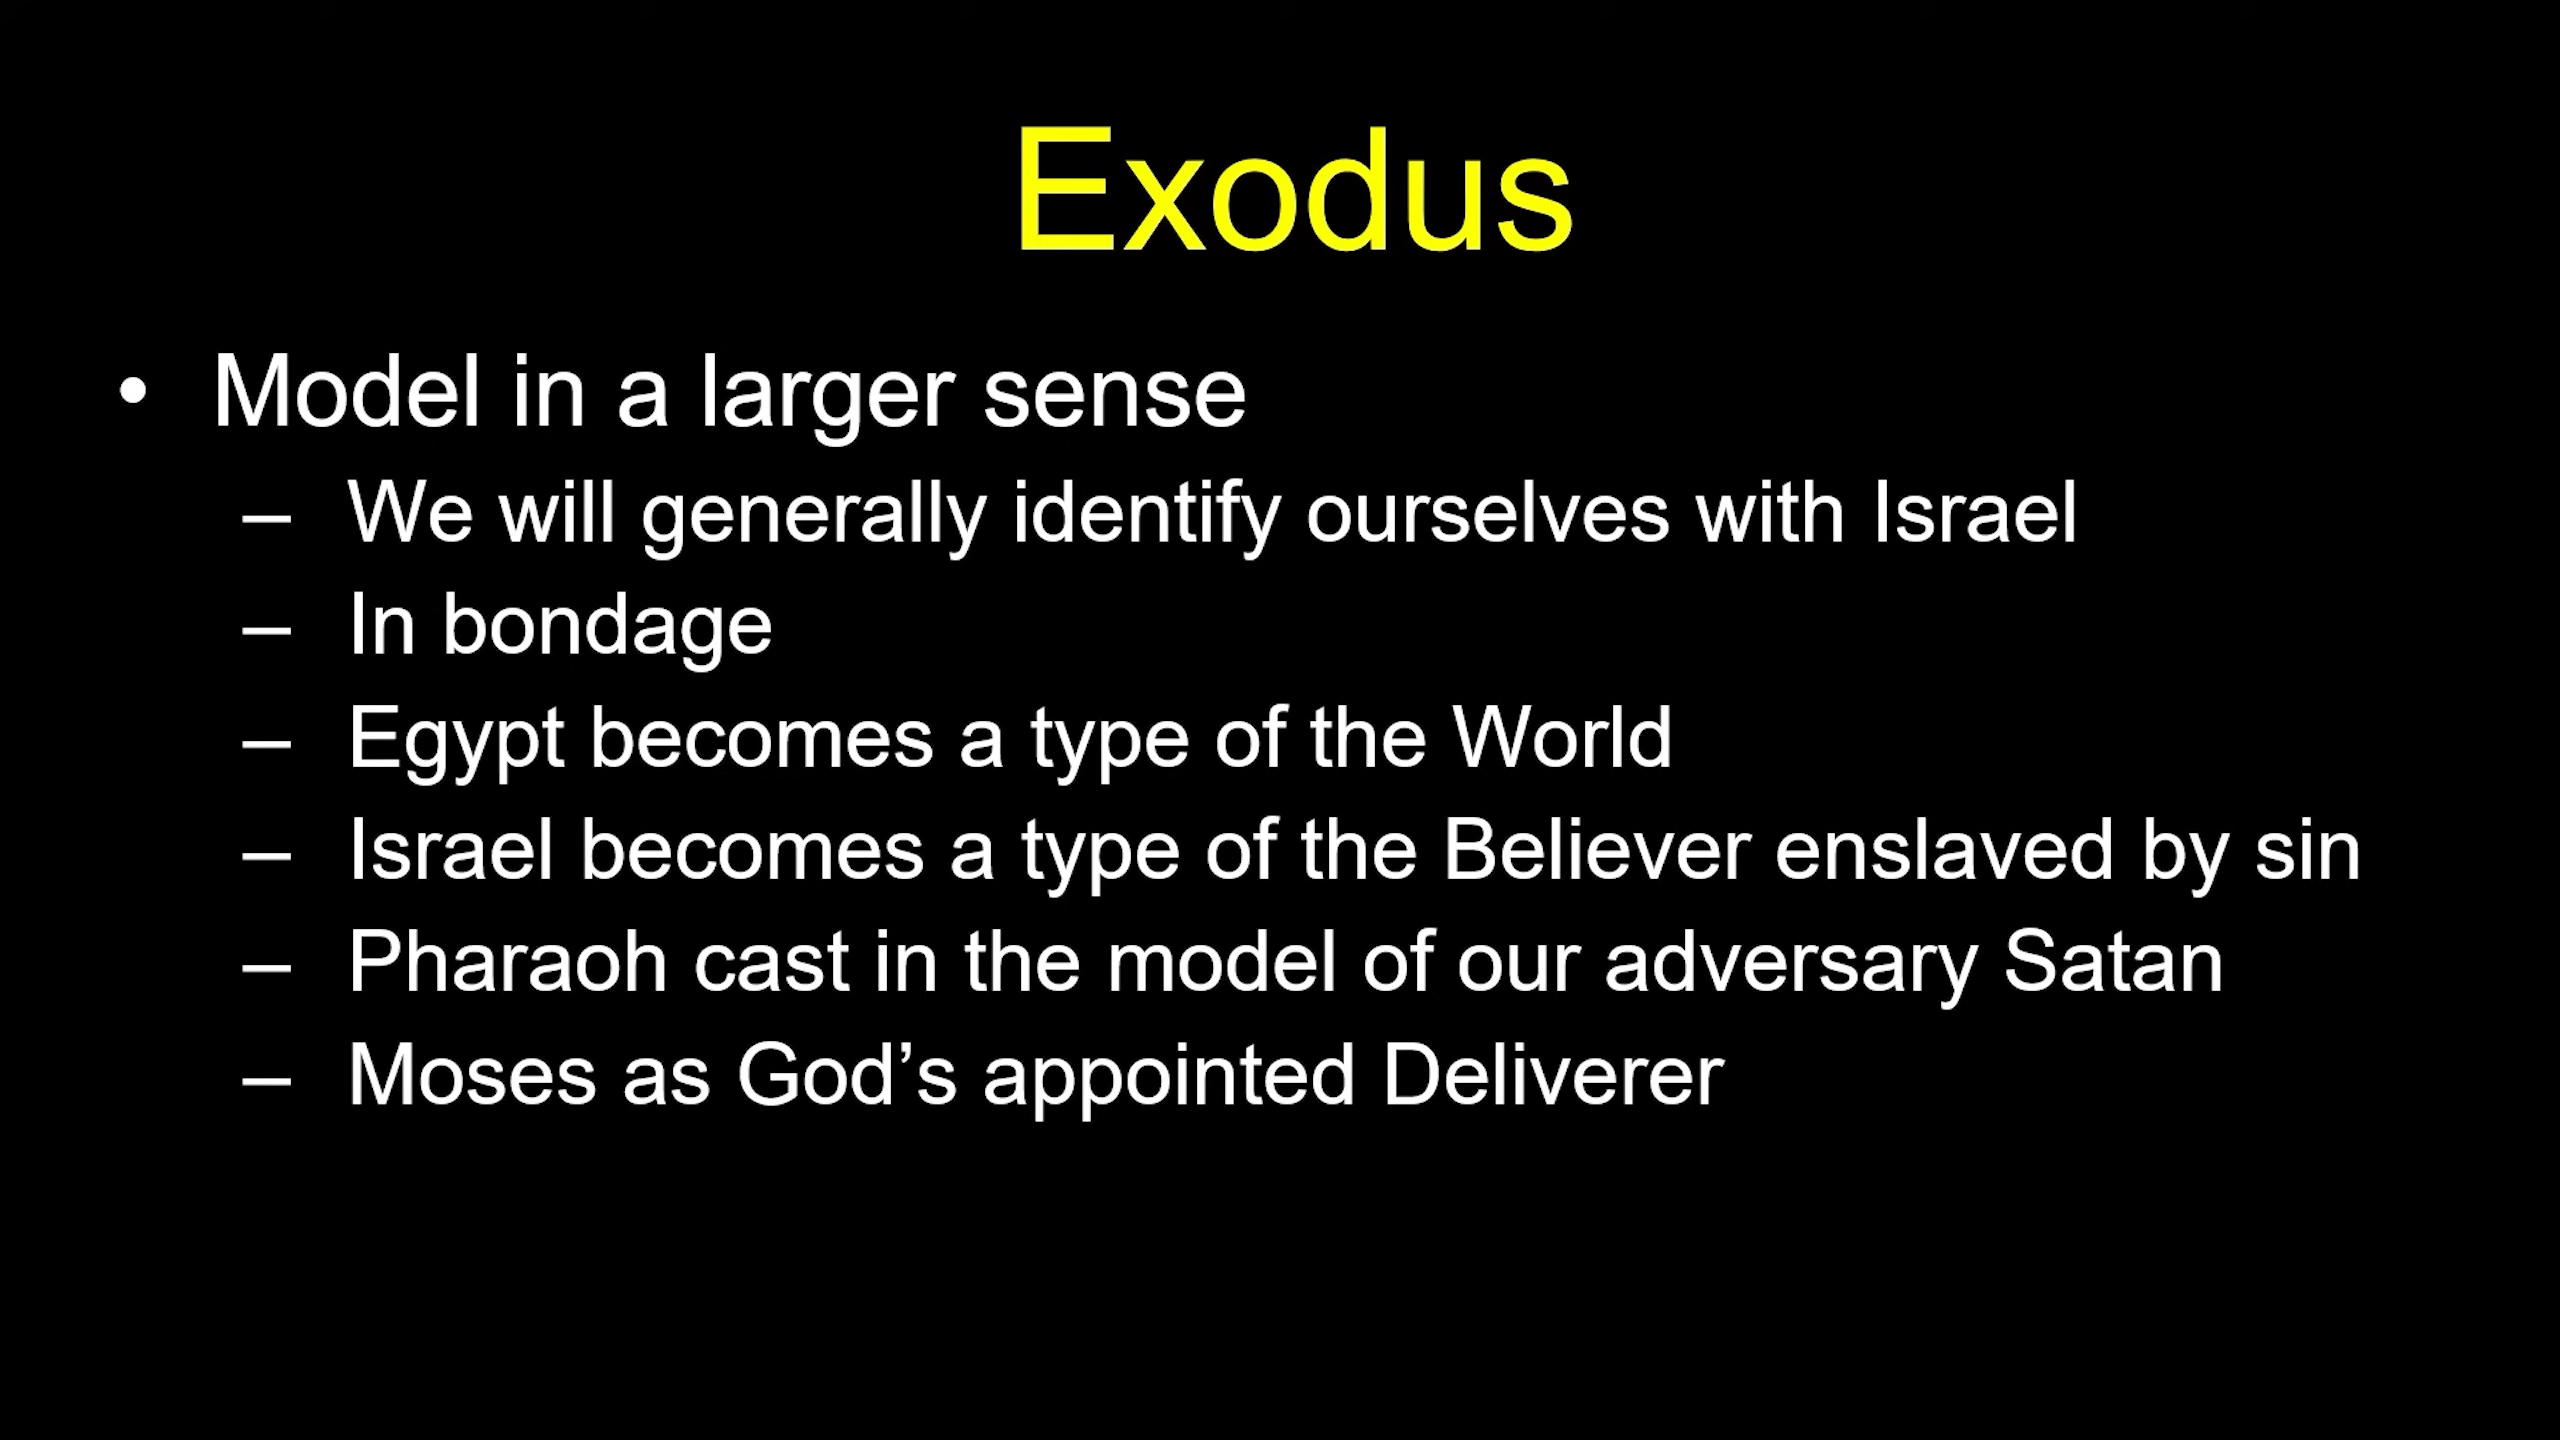 Exodus
• Model in a larger sense
– We will generally identify ourselves with Israel
– In bondage
– Egypt becomes a type of the World
– Israel becomes a type of the Believer enslaved by sin
– Pharaoh cast in the model of our adversary Satan
– Moses as God’s appointed Deliverer